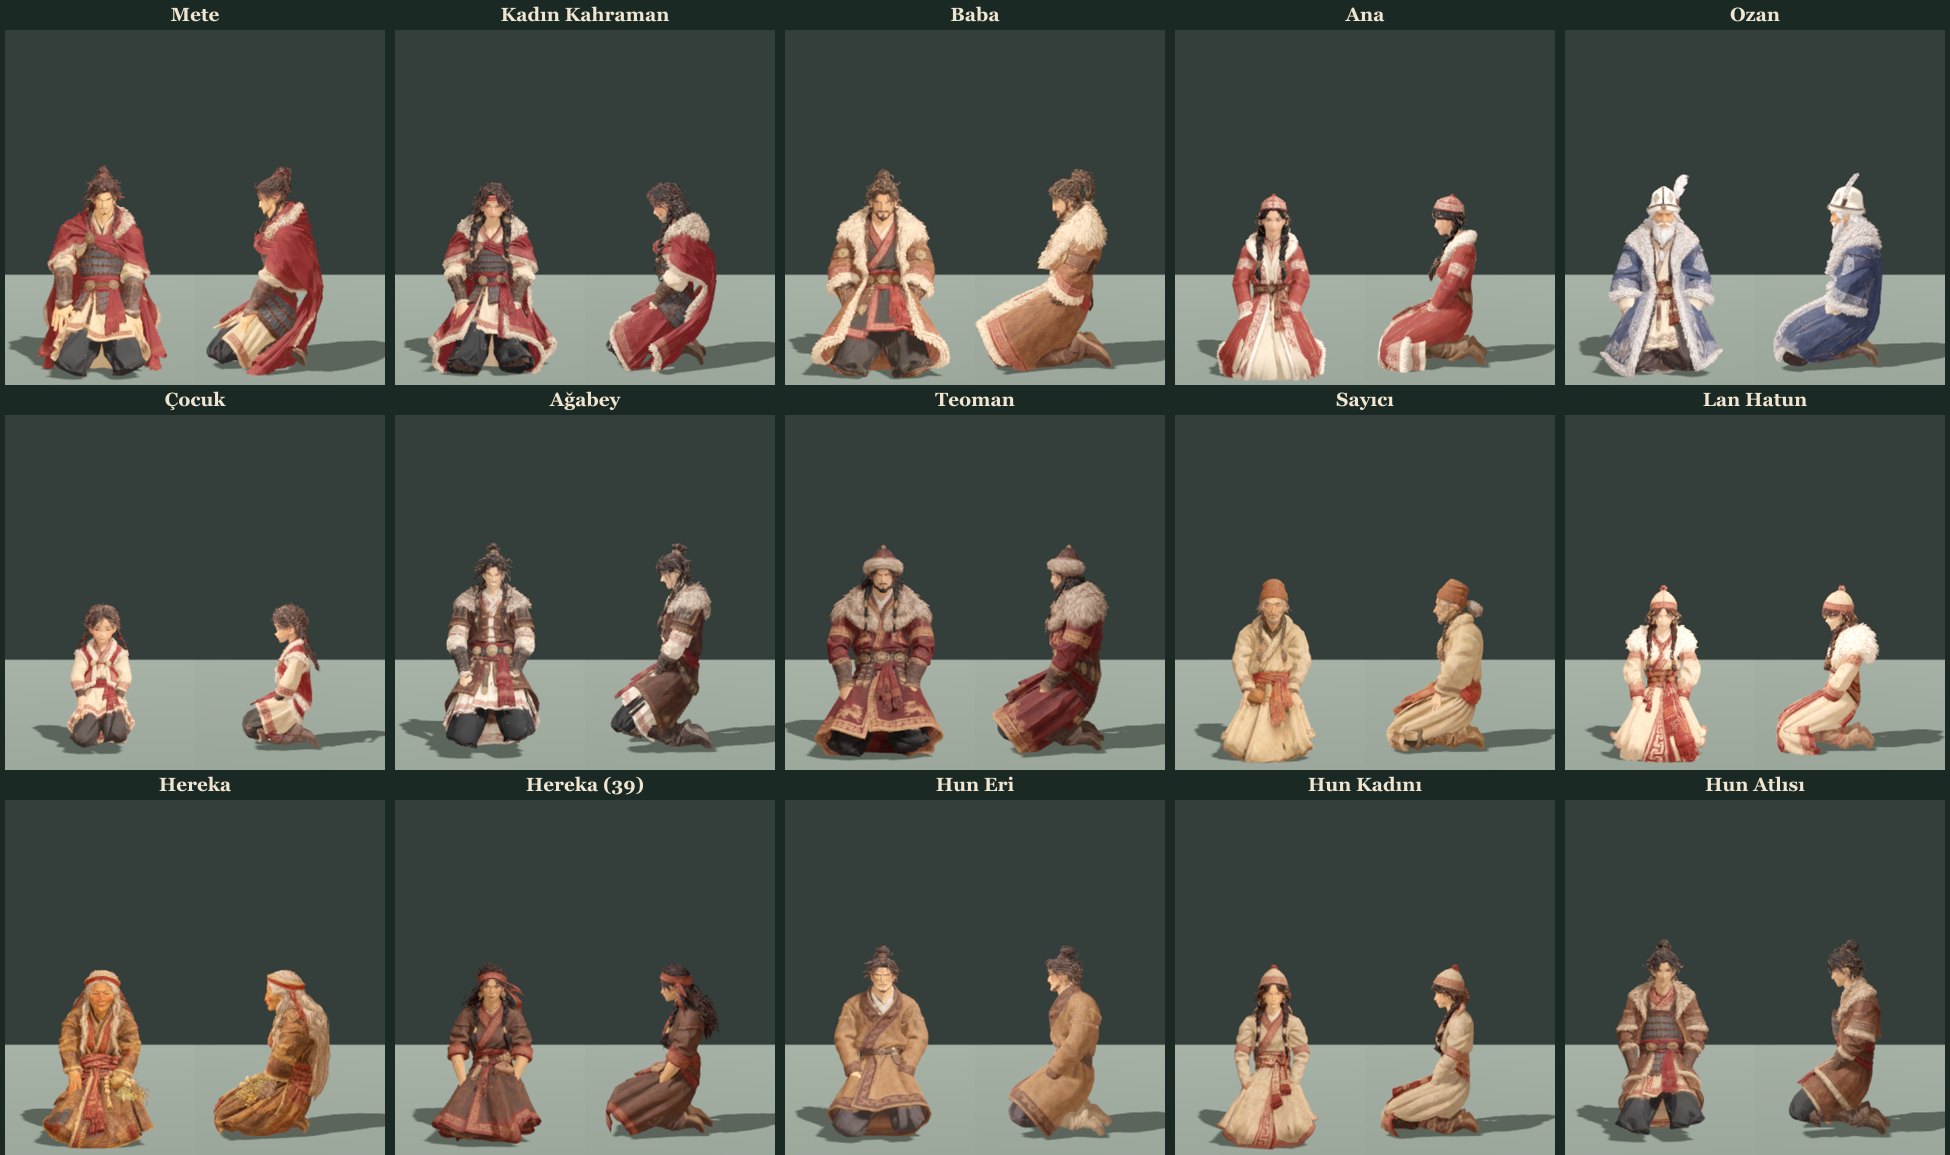 Mete
Kadın Kahraman
Baba
Ana
Ozan
Çocuk
Ağabey
Teoman
Sayıcı
Lan Hatun
Hereka
Hereka (39)
Hun Eri
Hun Kadını
Hun Atlısı